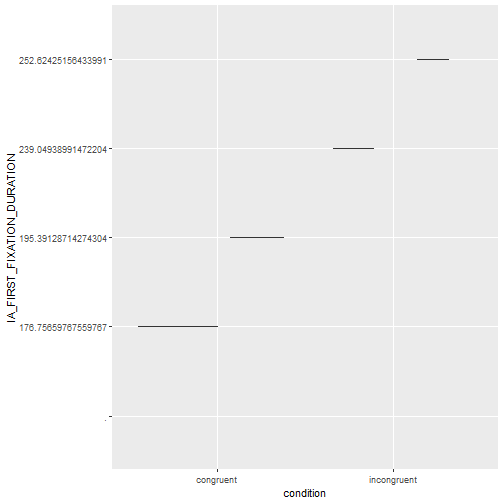 252.62425156433991
239.04938991472204
195.39128714274304
176.75659767559767
.
IA_FIRST_FIXATION_DURATION
congruent
incongruent
condition